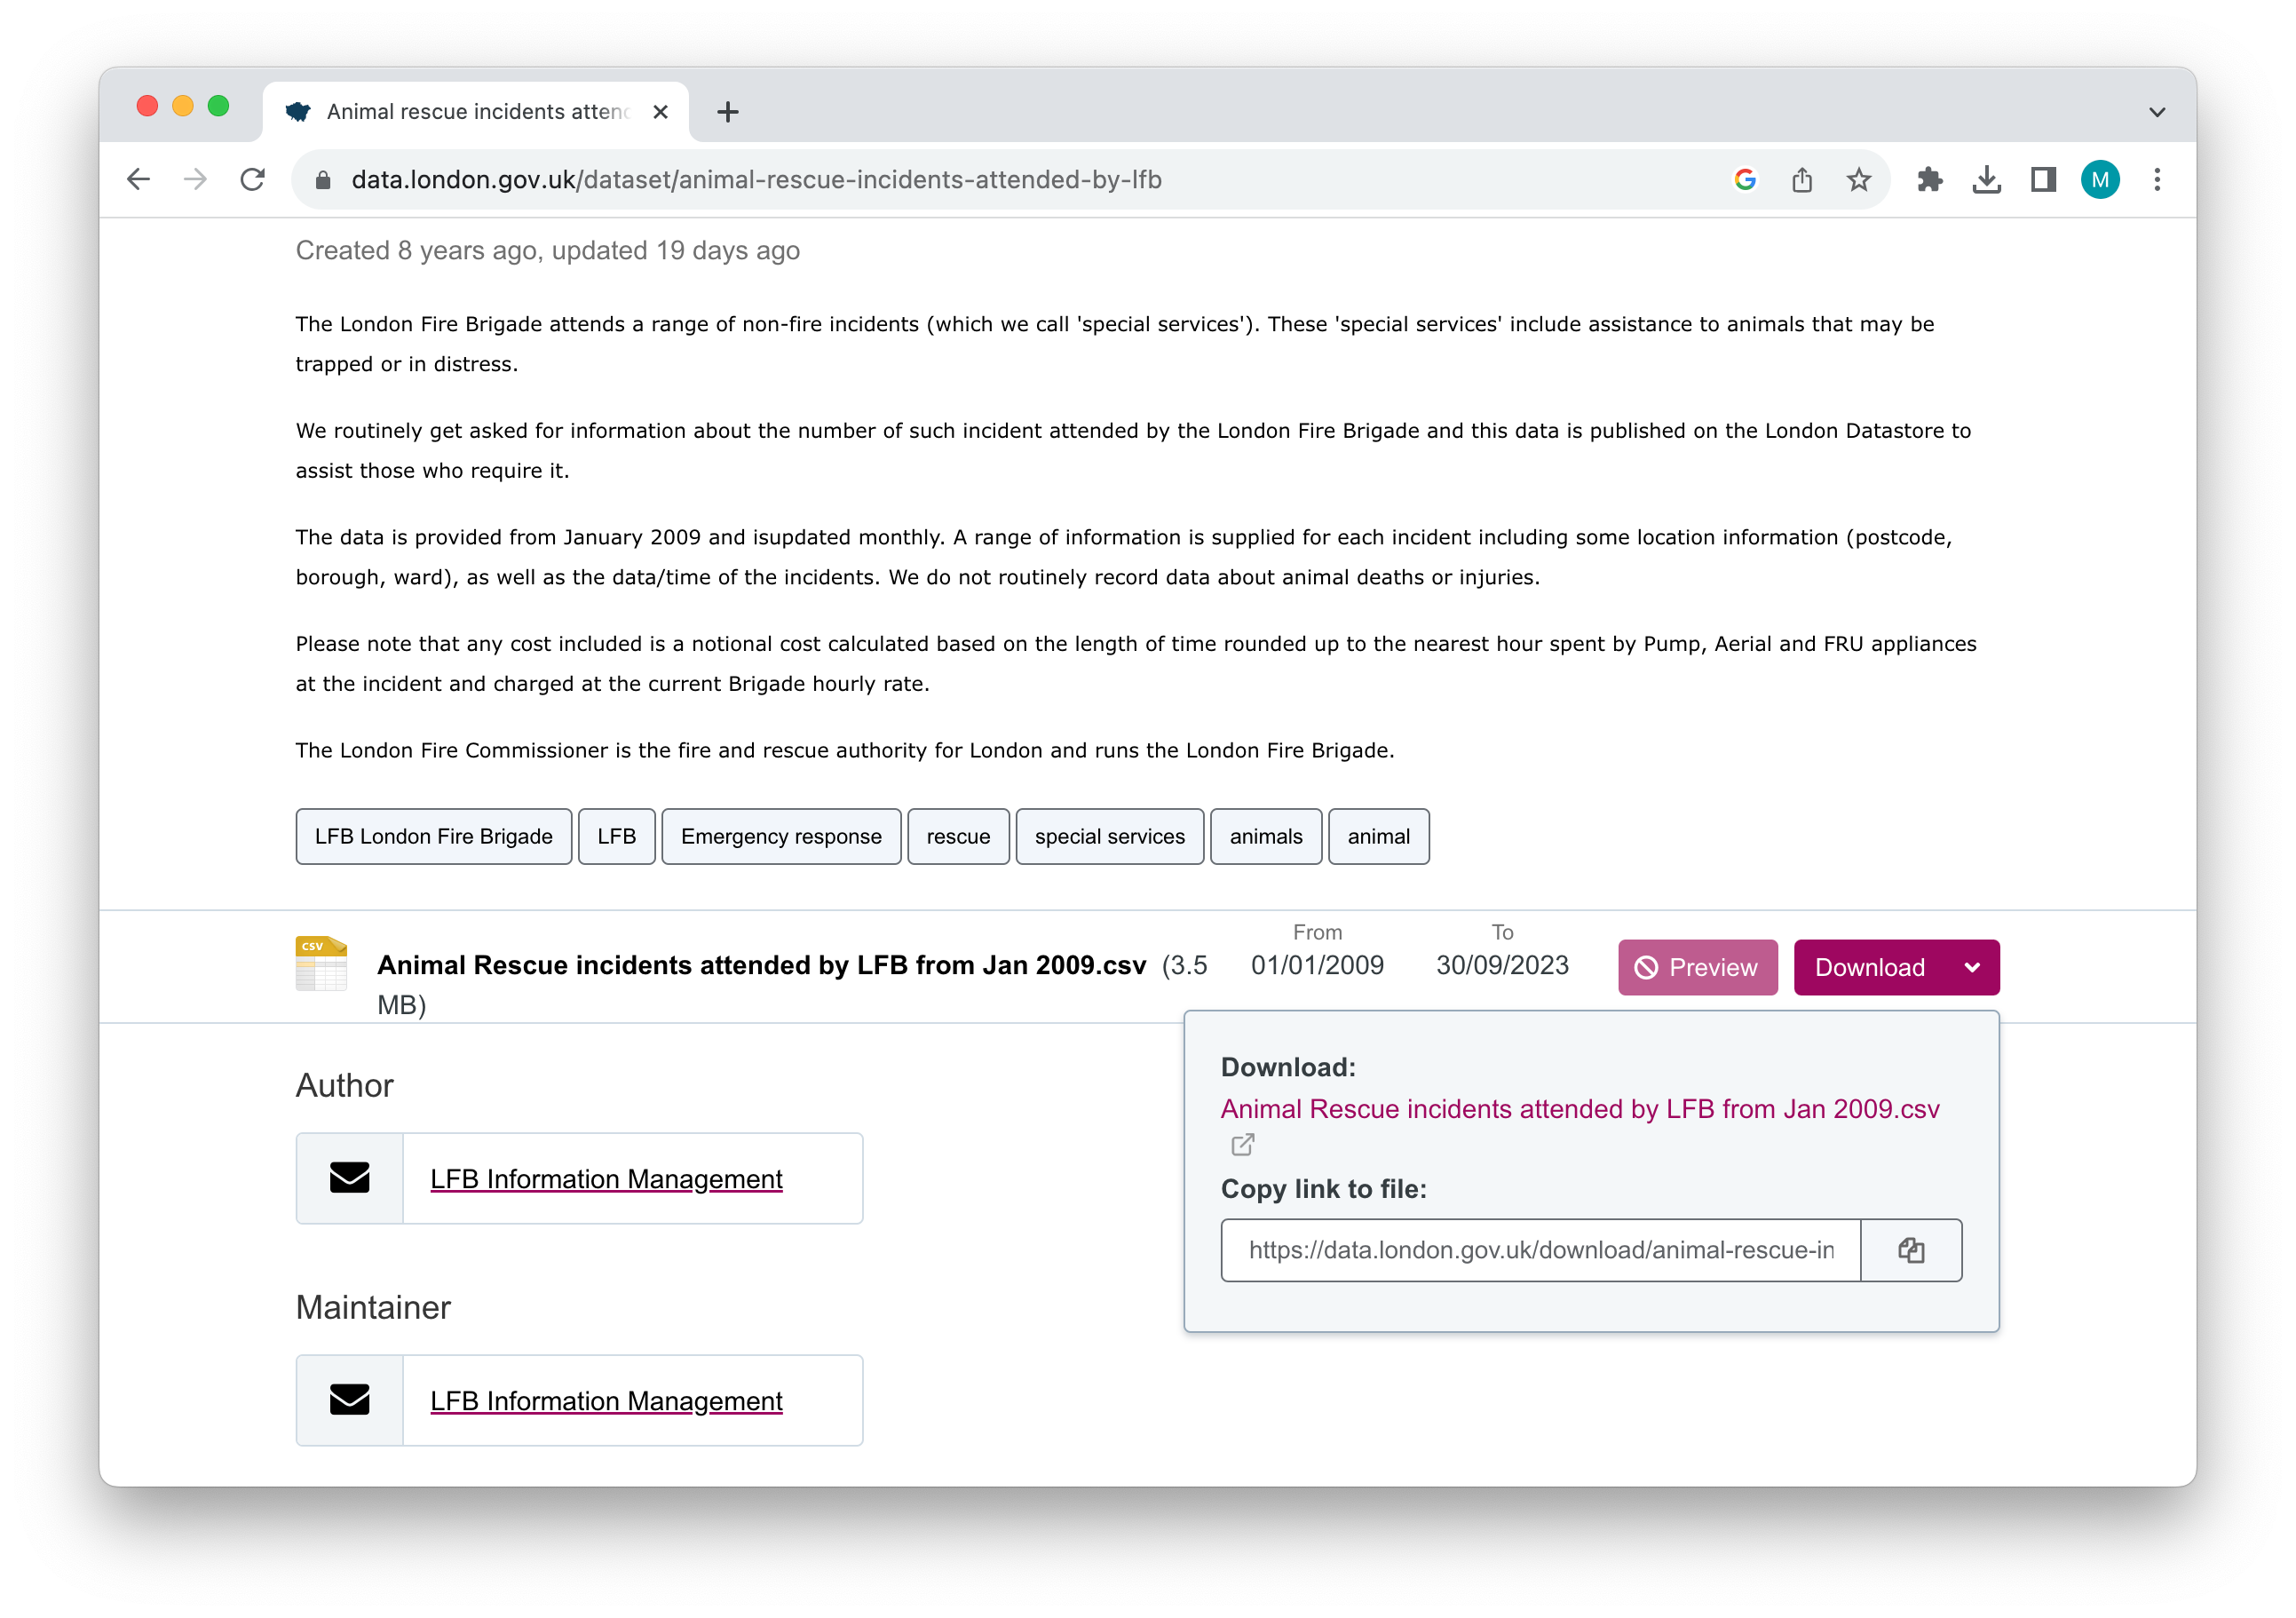 Animal rescue incidents attenc
data.london.gov.uk/dataset/animal-rescue-incidents-attended-by-lfb
M
Created 8 years ago, updated 19 days ago
The London Fire Brigade attends a range of non-fire incidents (which we call 'special services'). These 'special services' include assistance to animals that may be
trapped or in distress.
We routinely get asked for information about the number of such incident attended by the London Fire Brigade and this data is published on the London Datastore to
assist those who require it.
The data is provided from January 2009 and isupdated monthly. A range of information is supplied for each incident including some location information (postcode,
borough, ward), as well as the data/time of the incidents. We do not routinely record data about animal deaths or injuries.
Please note that any cost included is a notional cost calculated based on the length of time rounded up to the nearest hour spent by Pump, Aerial and FRU appliances
at the incident and charged at the current Brigade hourly rate.
The London Fire Commissioner is the fire and rescue authority for London and runs the London Fire Brigade.
LFB London Fire Brigade LFB Emergency response rescue special services animals animal
CSV
Animal Rescue incidents attended by LFB from Jan 2009.csv (3.5
MB)
From
01/01/2009
To
30/09/2023
Preview
Download
Download:
Animal Rescue incidents attended by LFB from Jan 2009.csv
Copy link to file:
https://data.london.gov.uk/download/animal-rescue-in
Author
LFB Information Management
Maintainer
LFB Information Management